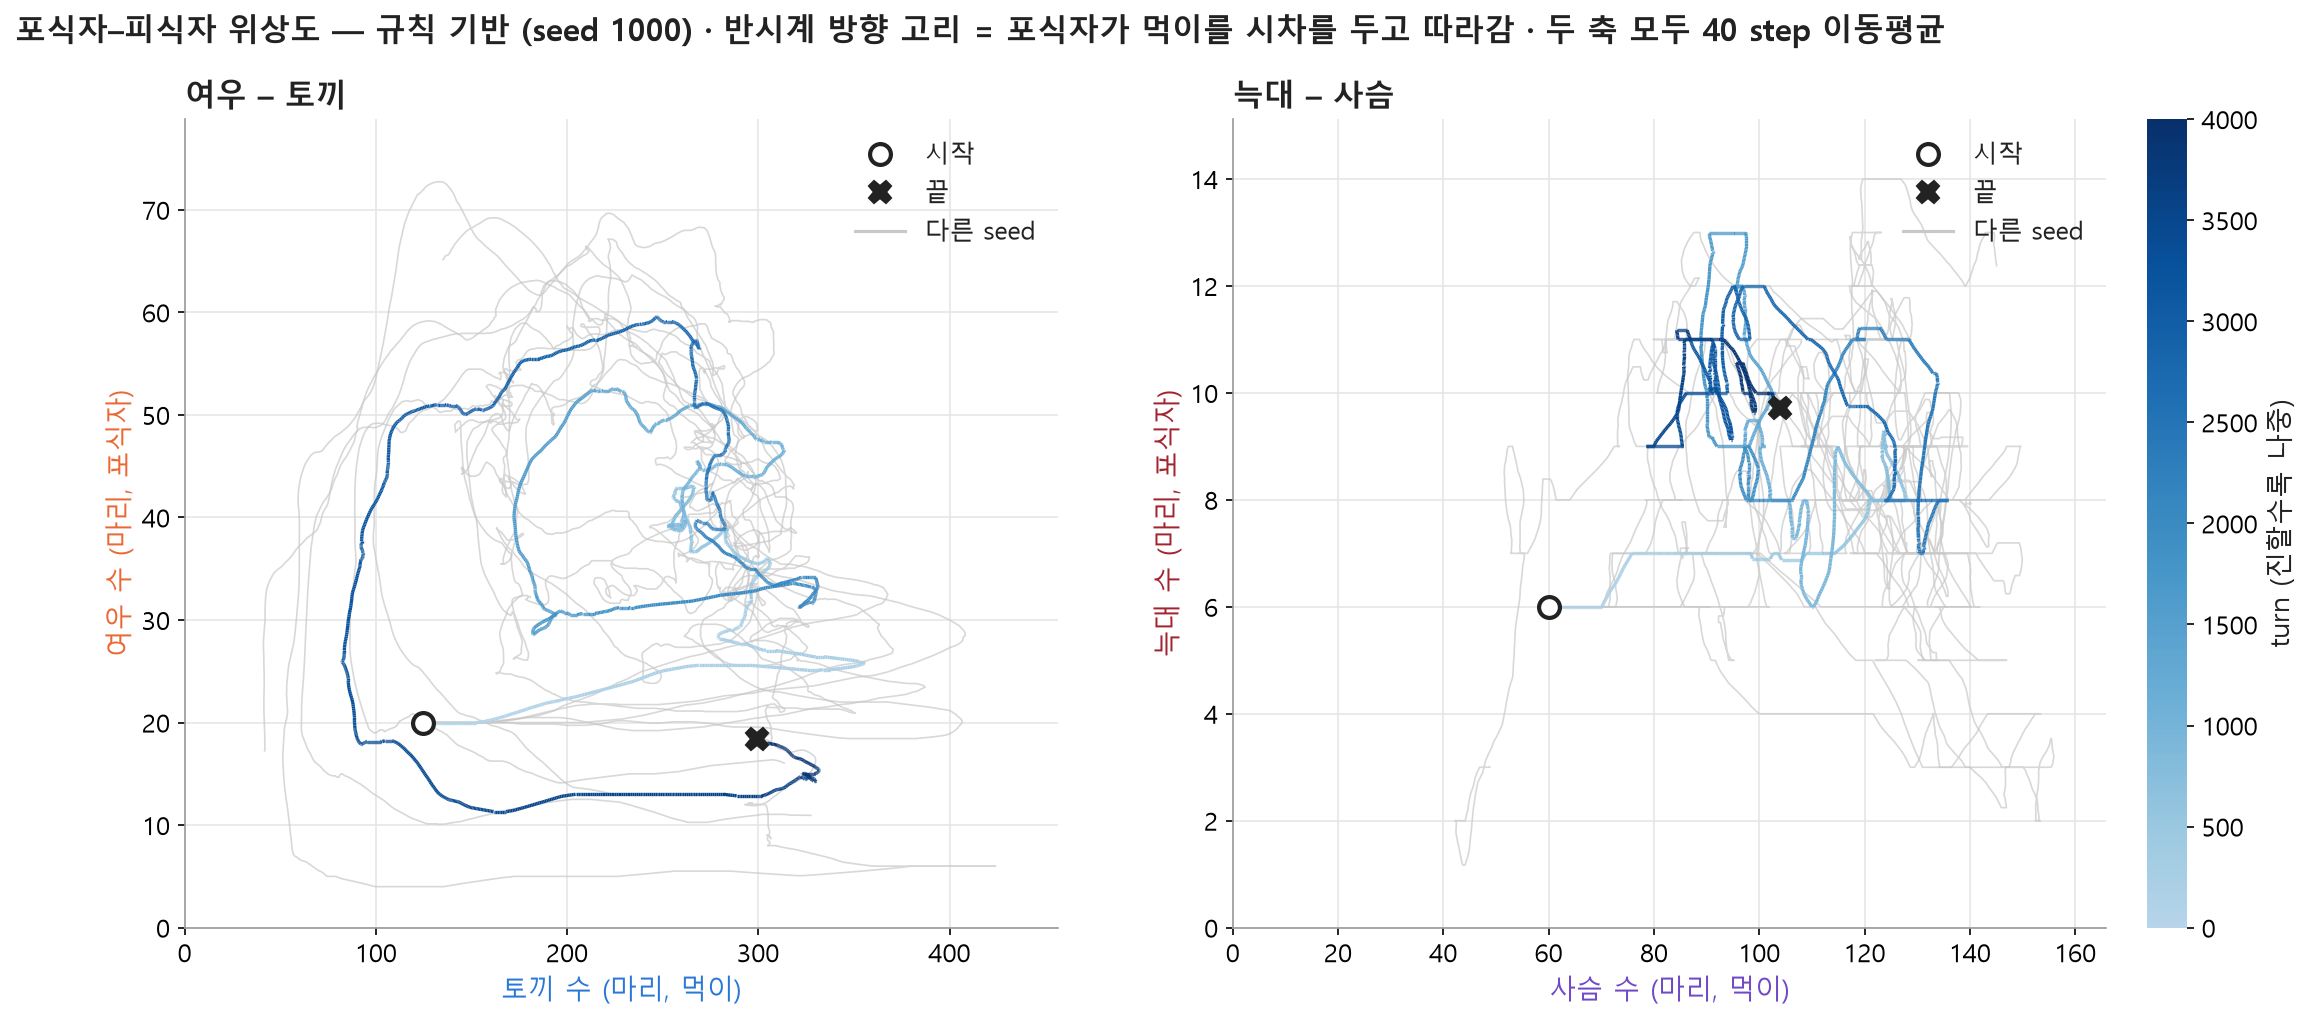 포식자–피식자 위상도 — 규칙 기반 (seed 1000) · 반시계 방향 고리 = 포식자가 먹이를 시차를 두고 따라감 · 두 축 모두 40 step 이동평균
여우 – 토끼
시작
끝
다른 seed
여우 수 (마리, 포식자)
70
60
50
40
30
20
10
0
0 100 200 300 400
토끼 수 (마리, 먹이)
늑대 – 사슴
시작
끝
다른 seed
늑대 수 (마리, 포식자)
14
12
10
8
6
4
2
0
0 20 40 60 80 100 120 140 160
사슴 수 (마리, 먹이)
4000
3500
3000
2500
2000
1500
1000
500
0
turn (진할수록 나중)